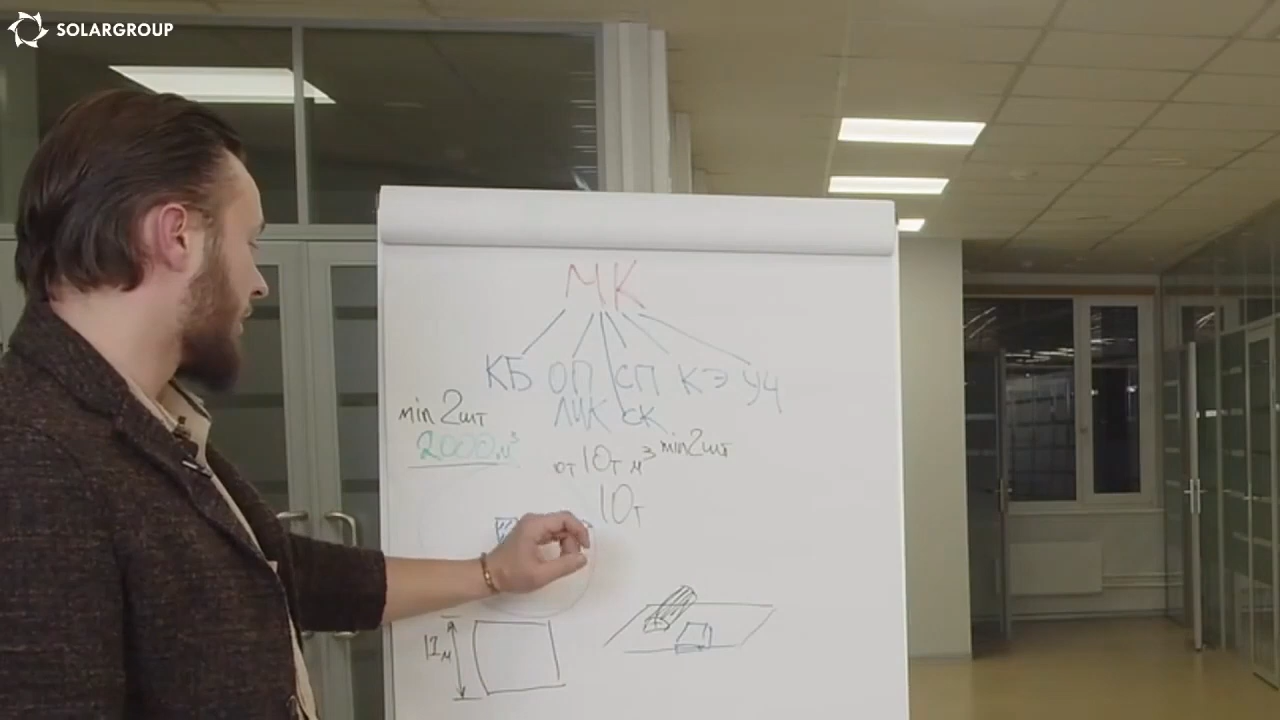 SOLARGROUP
МК
КБ ОП СП КЭ УЧ
ЛИК СК
min 2шт
2000м³
от 10т м³ min 2шт
10т
12м